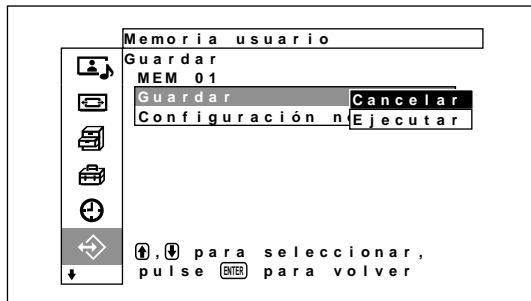 Memoria usuario
Guardar
MEM 01
Guardar
Cancelar
Configuración
Ejecutar
, para seleccionar,
pulse ENTER para volver